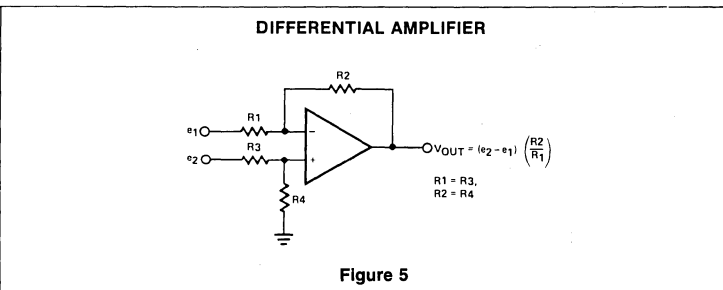 DIFFERENTIAL AMPLIFIER
R2
R1
e1
−
VOUT = (e2 − e1) (R2/R1)
R3
e2
+
R1 = R3,
R2 = R4
R4
Figure 5